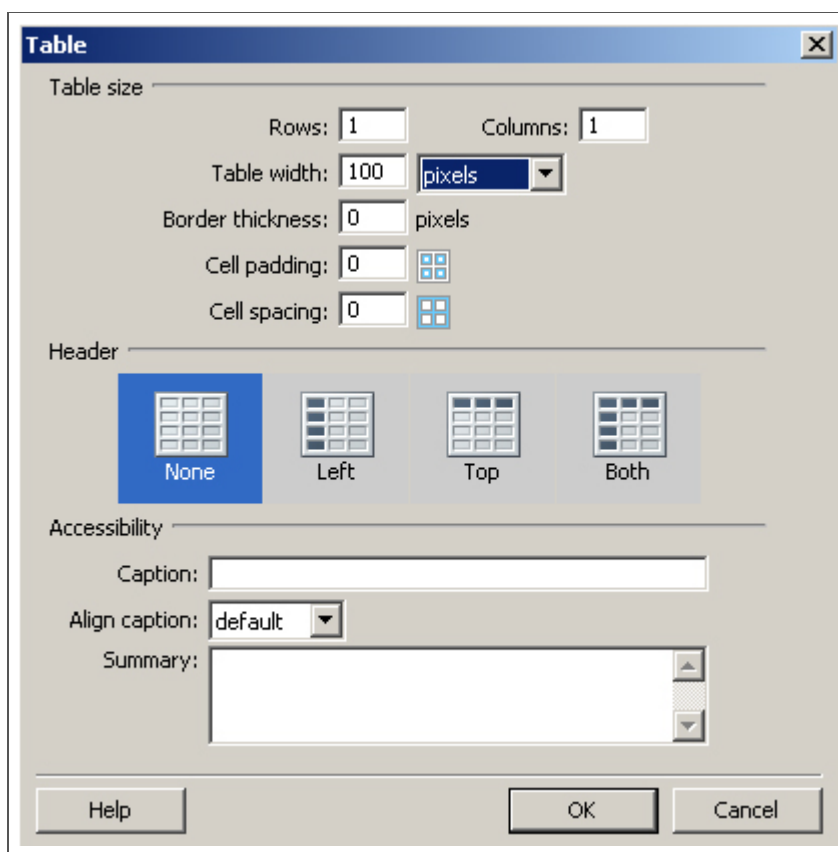 Table
Table size
Rows: 1 Columns: 1
Table width: 100 pixels
Border thickness: 0 pixels
Cell padding: 0
Cell spacing: 0
Header
None Left Top Both
Accessibility
Caption:
Align caption: default
Summary:
Help OK Cancel